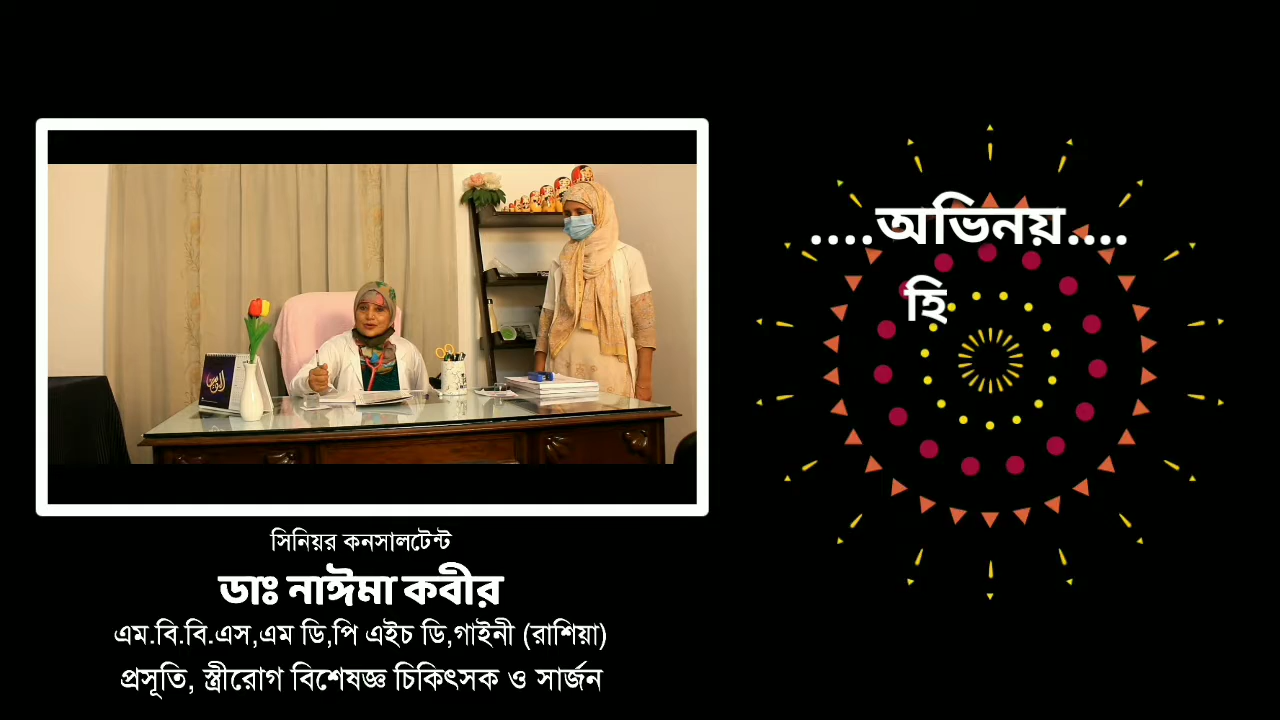 ....অভিনয়....
হি
সিনিয়র কনসালটেন্ট
ডাঃ নাঈমা কবীর
এম.বি.বি.এস,এম ডি,পি এইচ ডি,গাইনী (রাশিয়া)
প্রসূতি, স্ত্রীরোগ বিশেষজ্ঞ চিকিৎসক ও সার্জন